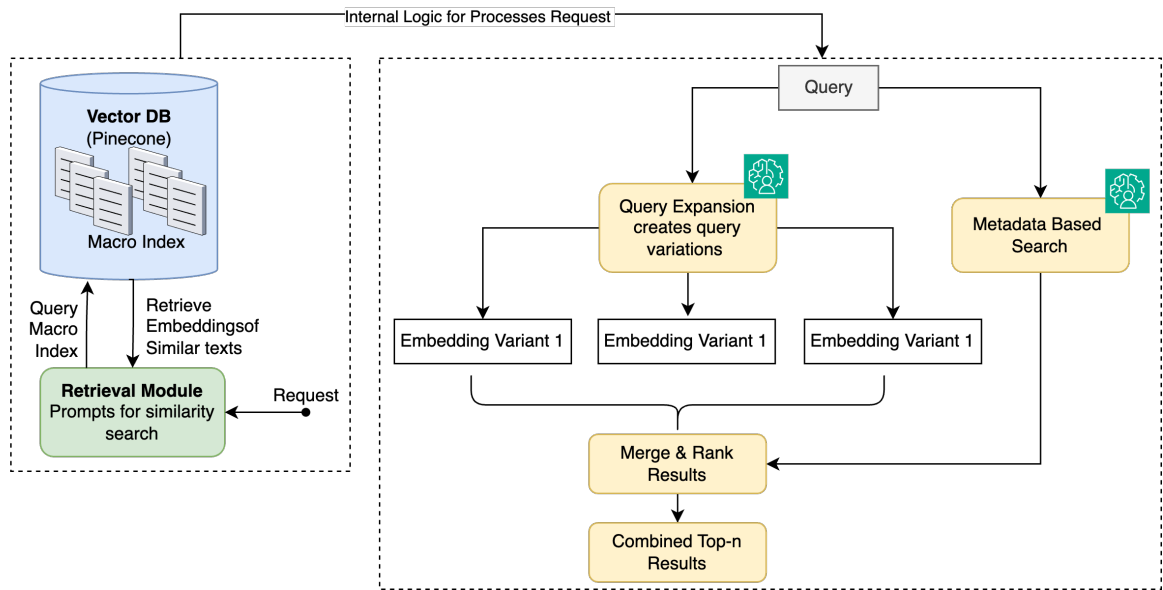 Internal Logic for Processes Request
Vector DB
(Pinecone)
Macro Index
Query
Macro
Index
Retrieve
Embeddingsof
Similar texts
Retrieval Module
Prompts for similarity
search
Request
Query
Query Expansion
creates query
variations
Metadata Based
Search
Embedding Variant 1
Embedding Variant 1
Embedding Variant 1
Merge & Rank
Results
Combined Top-n
Results